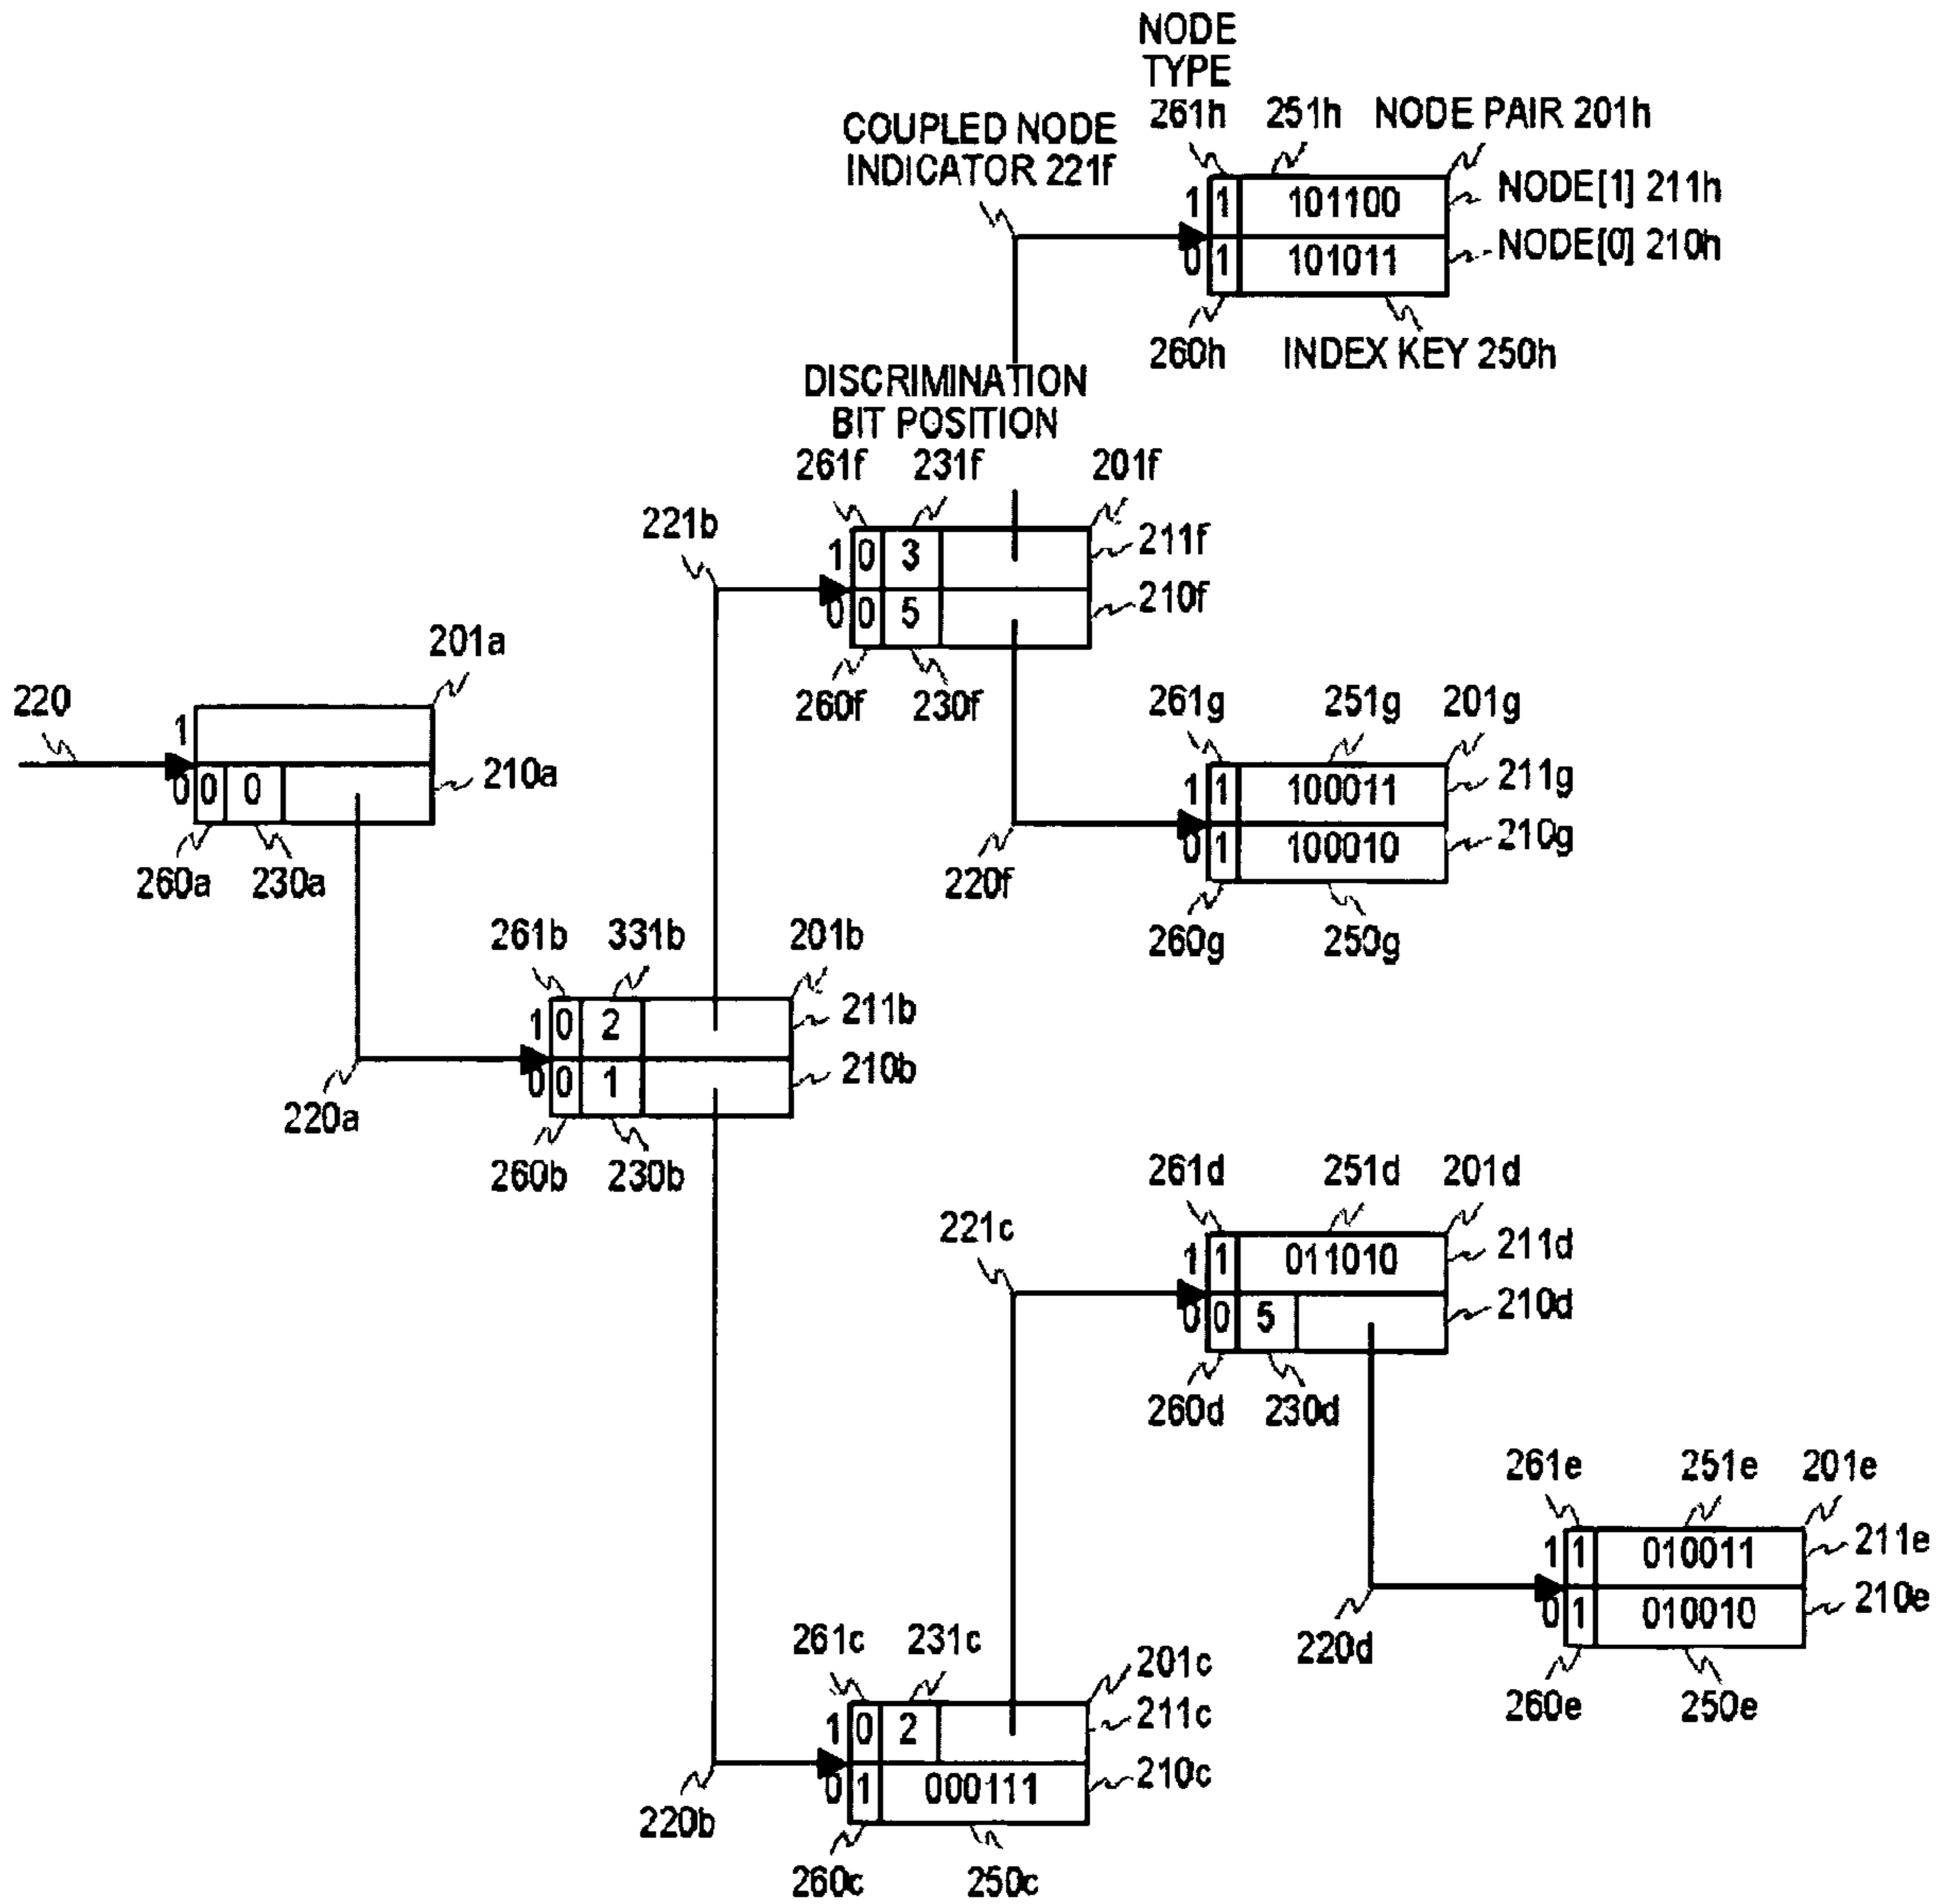 NODE
TYPE
COUPLED NODE
INDICATOR 221f
261h 251h NODE PAIR 201h
1 1 101100 NODE[1] 211h
0 1 101011 NODE[0] 210h
260h INDEX KEY 250h
DISCRIMINATION
BIT POSITION
261f 231f 201f
221b
1 0 3 211f
0 0 5 210f
260f 230f
201a
220
1
0 0 0 210a
260a 230a
261g 251g 201g
1 1 100011 211g
0 1 100010 210g
220f
260g 250g
261b 331b 201b
1 0 2 211b
0 0 1 210b
220a
260b 230b
261d 251d 201d
221c
1 1 011010 211d
0 0 5 210d
260d 230d
261e 251e 201e
1 1 010011 211e
0 1 010010 210e
220d
260e 250e
261c 231c 201c
1 0 2 211c
0 1 000111 210c
220b
260c 250c